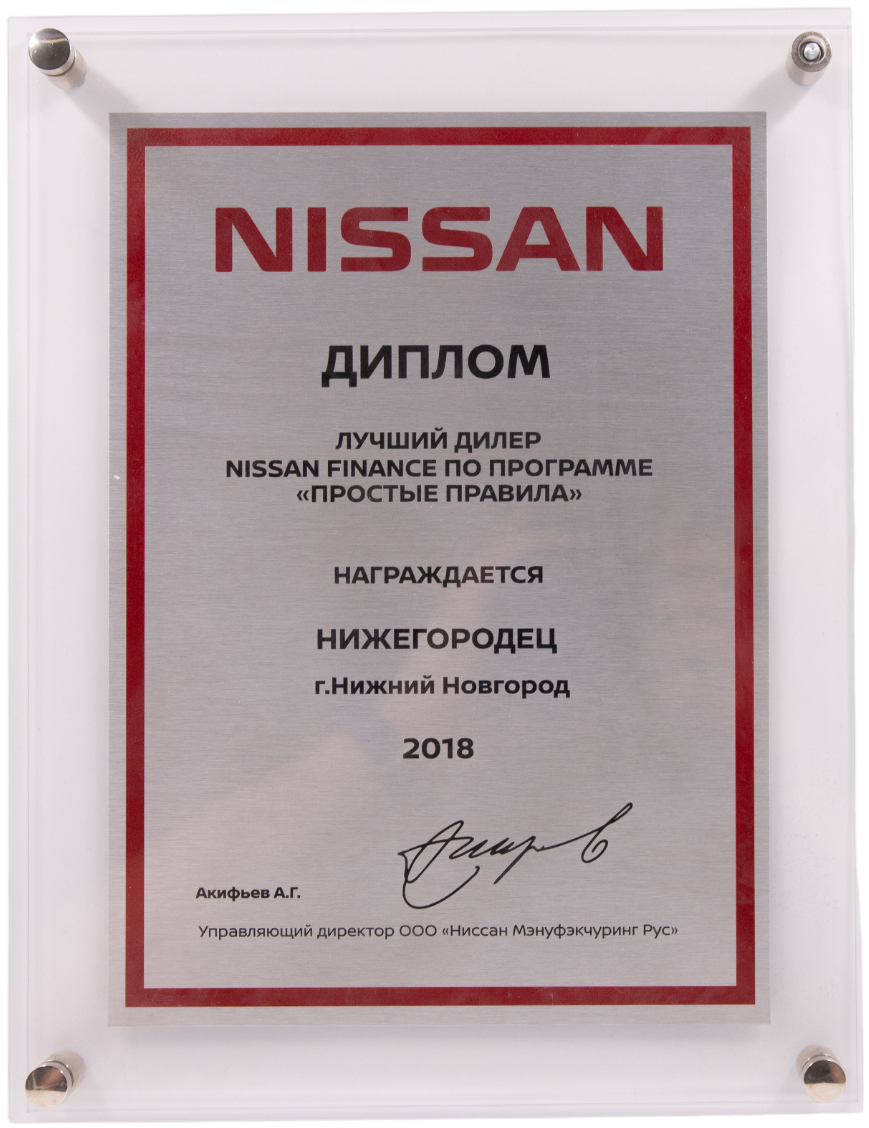 NISSAN
ДИПЛОМ
ЛУЧШИЙ ДИЛЕР
NISSAN FINANCE ПО ПРОГРАММЕ
«ПРОСТЫЕ ПРАВИЛА»
НАГРАЖДАЕТСЯ
НИЖЕГОРОДЕЦ
г.Нижний Новгород
2018
Акифьев А.Г.
Управляющий директор ООО «Ниссан Мэнуфэкчуринг Рус»